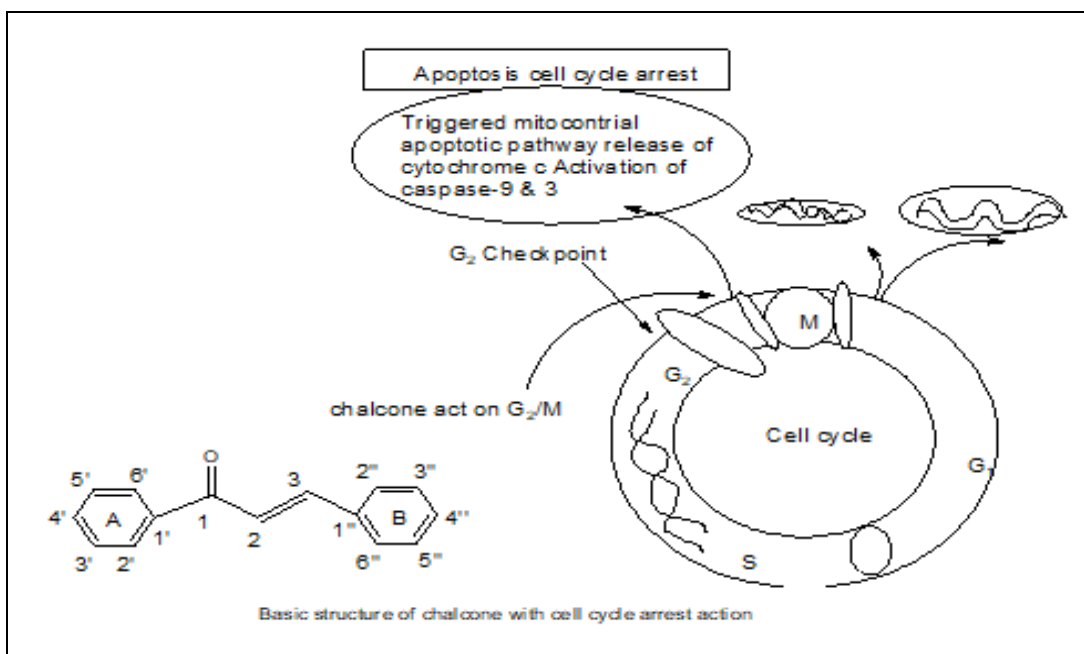 Apoptosis cell cycle arrest
Triggered mitocontrial
apoptotic pathway release of
cytochrome c Activation of
caspase-9 & 3
G₂ Checkpoint
M
G₂
chalcone act on G₂/M
Cell cycle
G₁
S
O
5'
6'
3
2"
3"
4'
A
B
4"
1'
1
2
1"
3'
2'
6"
5"
Basic structure of chalcone with cell cycle arrest action